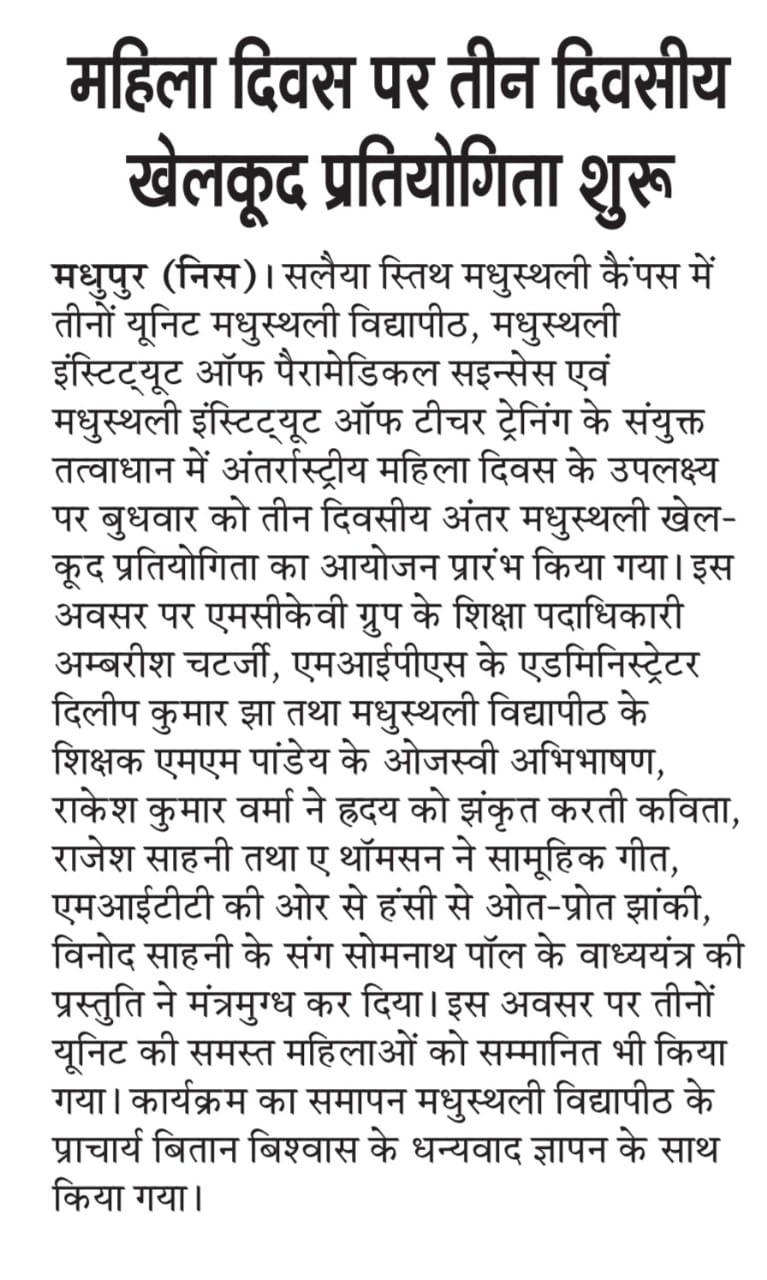 महिला दिवस पर तीन दिवसीय
खेलकूद प्रतियोगिता शुरू
मधुपुर (निस)। सलैया स्तिथ मधुस्थली कैंपस में
तीनों यूनिट मधुस्थली विद्यापीठ, मधुस्थली
इंस्टिट्यूट ऑफ पैरामेडिकल सइन्सेस एवं
मधुस्थली इंस्टिट्यूट ऑफ टीचर ट्रेनिंग के संयुक्त
तत्वाधान में अंतर्रास्ट्रीय महिला दिवस के उपलक्ष्य
पर बुधवार को तीन दिवसीय अंतर मधुस्थली खेल-
कूद प्रतियोगिता का आयोजन प्रारंभ किया गया। इस
अवसर पर एमसीकेवी ग्रुप के शिक्षा पदाधिकारी
अम्बरीश चटर्जी, एमआईपीएस के एडमिनिस्ट्रेटर
दिलीप कुमार झा तथा मधुस्थली विद्यापीठ के
शिक्षक एमएम पांडेय के ओजस्वी अभिभाषण,
राकेश कुमार वर्मा ने ह्रदय को झंकृत करती कविता,
राजेश साहनी तथा ए थॉमसन ने सामूहिक गीत,
एमआईटीटी की ओर से हंसी से ओत-प्रोत झांकी,
विनोद साहनी के संग सोमनाथ पॉल के वाध्ययंत्र की
प्रस्तुति ने मंत्रमुग्ध कर दिया। इस अवसर पर तीनों
यूनिट की समस्त महिलाओं को सम्मानित भी किया
गया। कार्यक्रम का समापन मधुस्थली विद्यापीठ के
प्राचार्य बितान बिश्वास के धन्यवाद ज्ञापन के साथ
किया गया।